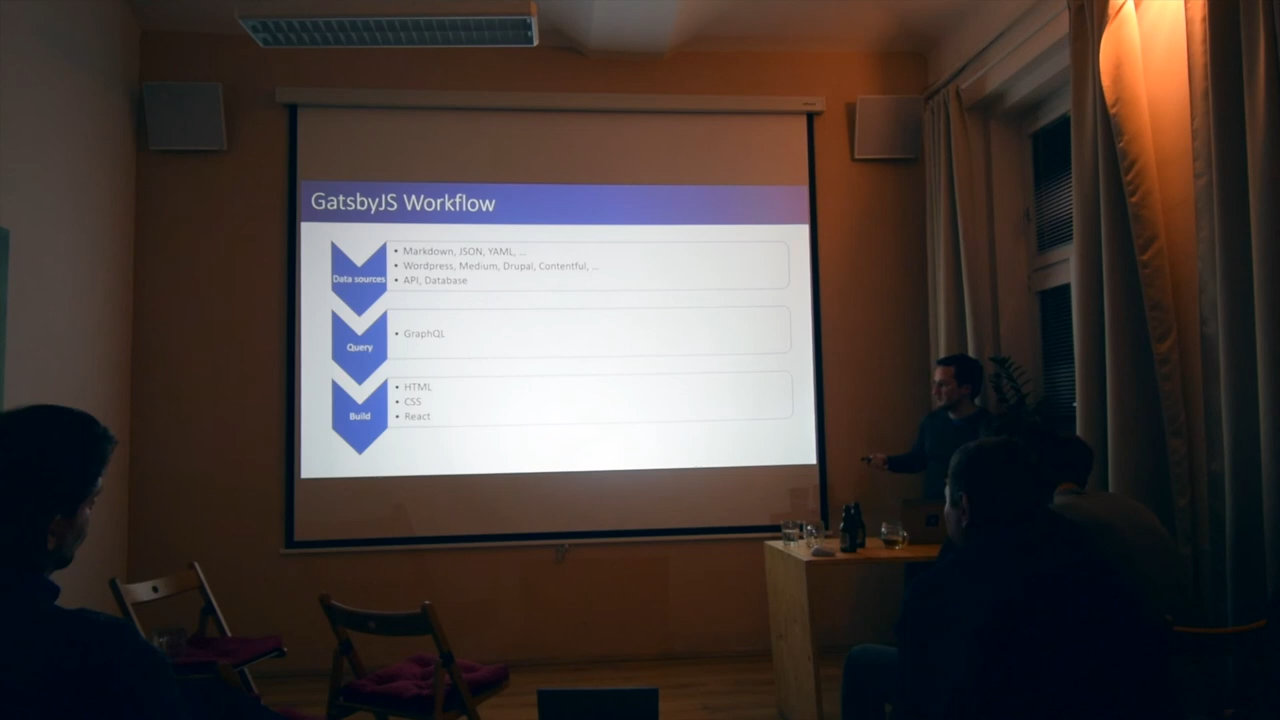 GatsbyJS Workflow
Data sources
• Markdown, JSON, YAML, ...
• Wordpress, Medium, Drupal, Contentful, ...
• API, Database
Query
• GraphQL
Build
• HTML
• CSS
• React